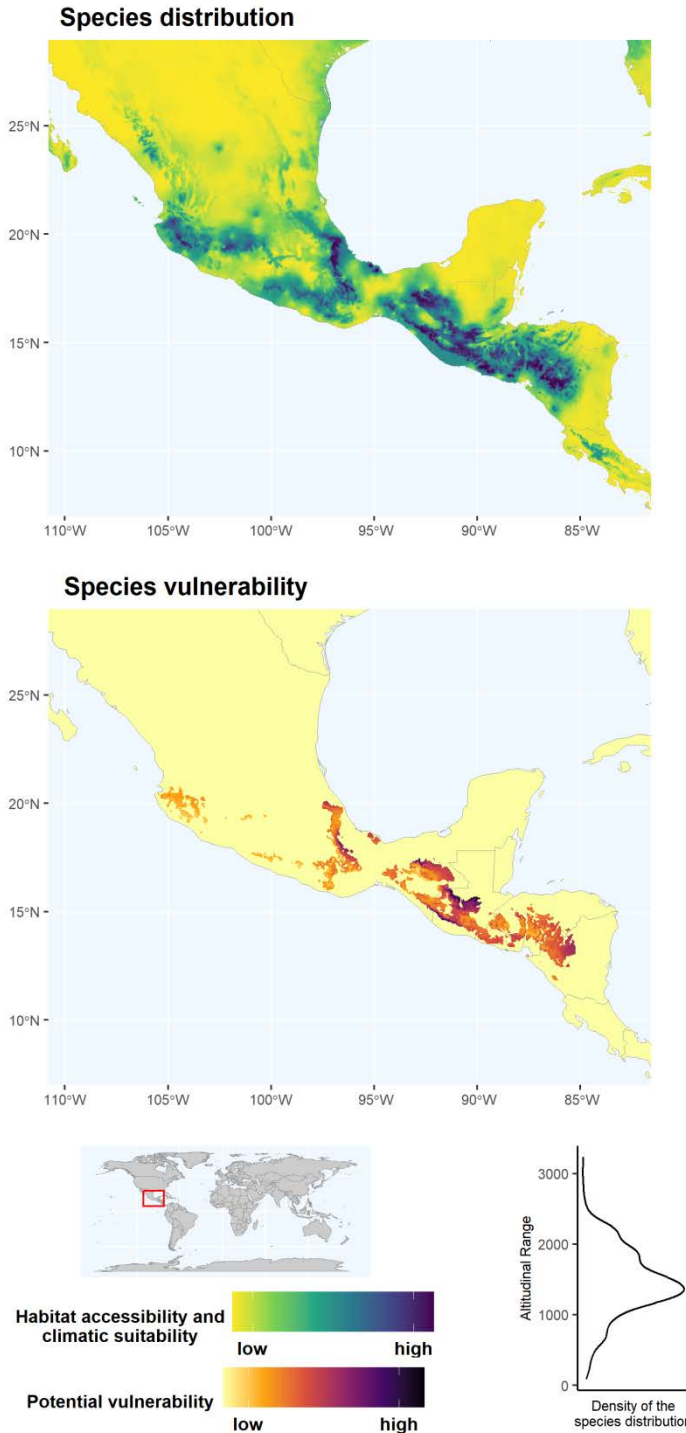 Species distribution
25°N
20°N
15°N
10°N
110°W 105°W 100°W 95°W 90°W 85°W
Species vulnerability
25°N
20°N
15°N
10°N
110°W 105°W 100°W 95°W 90°W 85°W
Habitat accessibility and
climatic suitability
low high
Potential vulnerability
low high
Altitudinal Range
3000
2000
1000
0
Density of the
species distribution